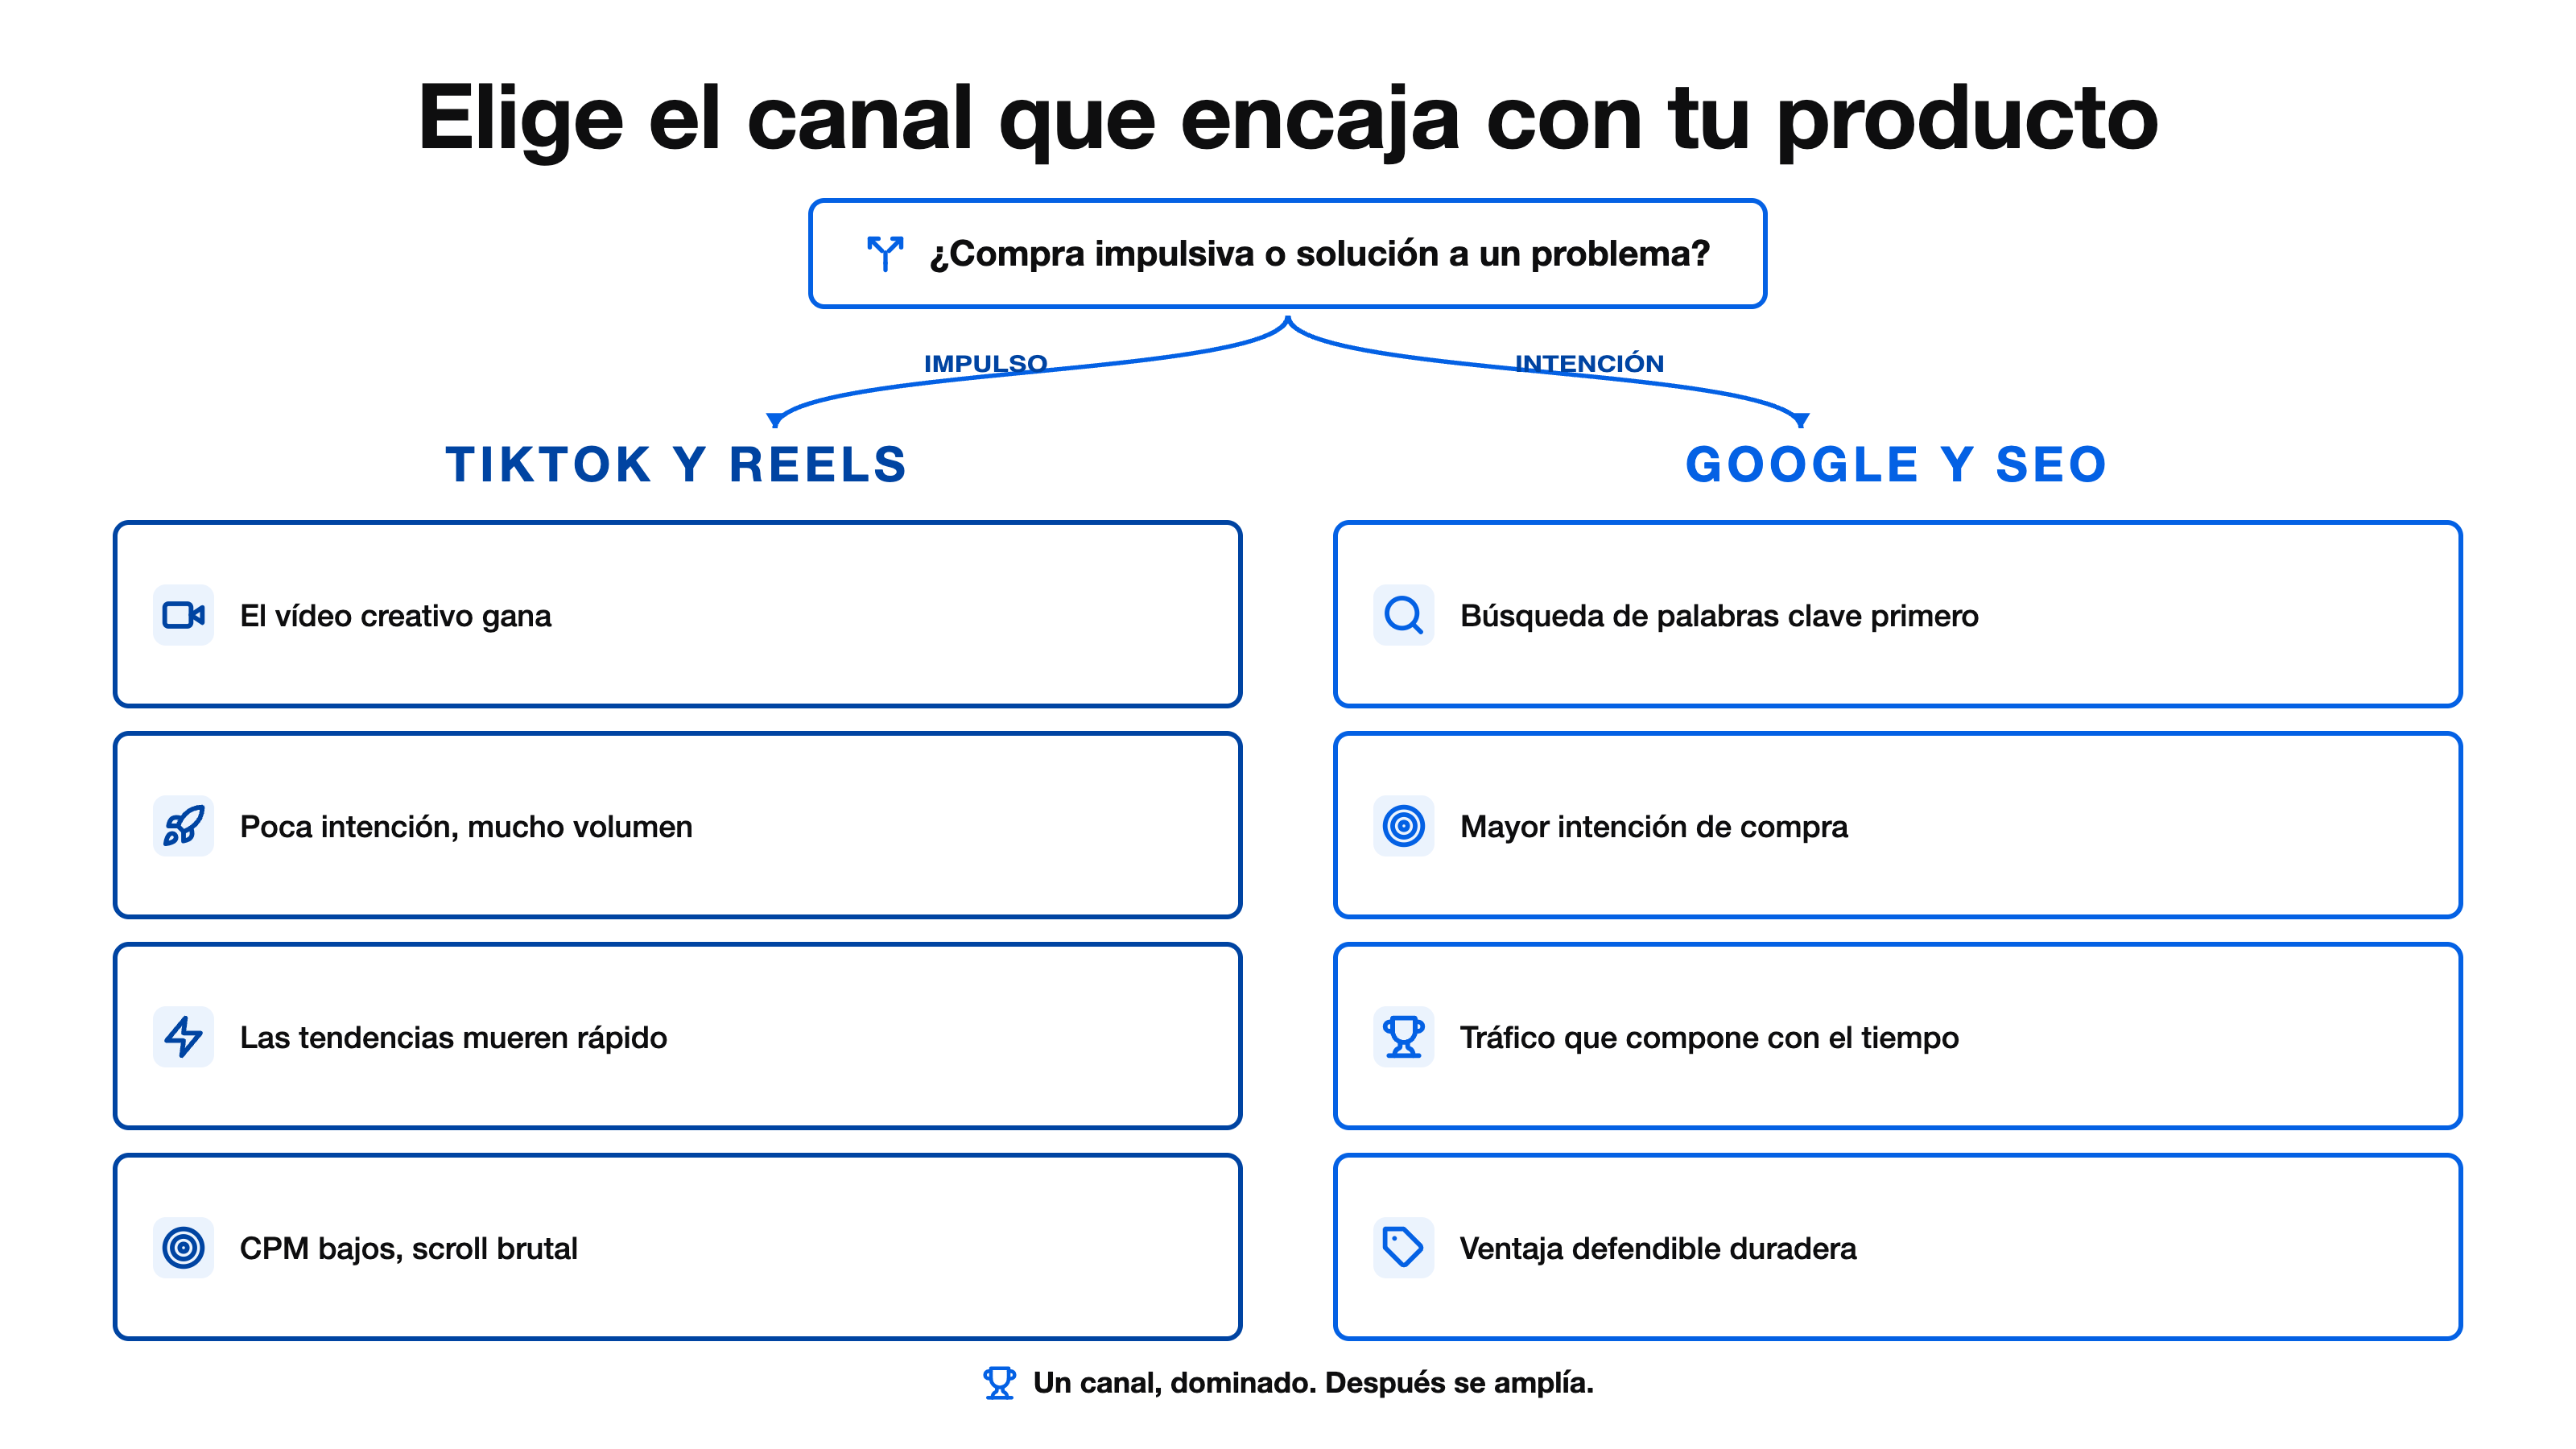 Elige el canal que encaja con tu producto
¿Compra impulsiva o solución a un problema?
IMPULSO
INTENCIÓN
TIKTOK Y REELS
El vídeo creativo gana
Poca intención, mucho volumen
Las tendencias mueren rápido
CPM bajos, scroll brutal
GOOGLE Y SEO
Búsqueda de palabras clave primero
Mayor intención de compra
Tráfico que compone con el tiempo
Ventaja defendible duradera
Un canal, dominado. Después se amplía.